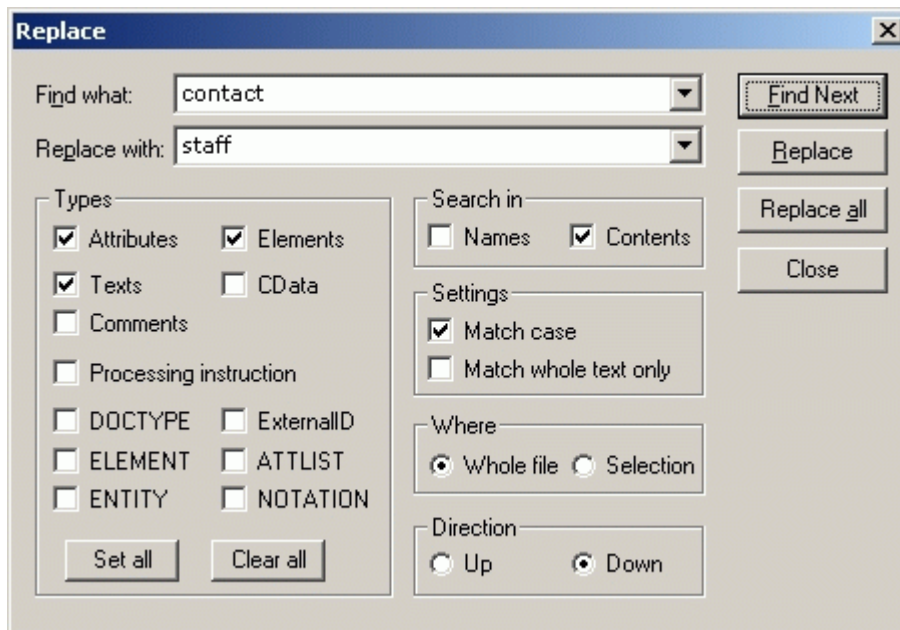 Replace
Find what: contact
Find Next
Replace with: staff
Replace
Types
Search in
Replace all
Attributes Elements
Names Contents
Texts CData
Close
Comments
Settings
Match case
Processing instruction
Match whole text only
DOCTYPE ExternalID
Where
ELEMENT ATTLIST
Whole file Selection
ENTITY NOTATION
Direction
Set all Clear all
Up Down